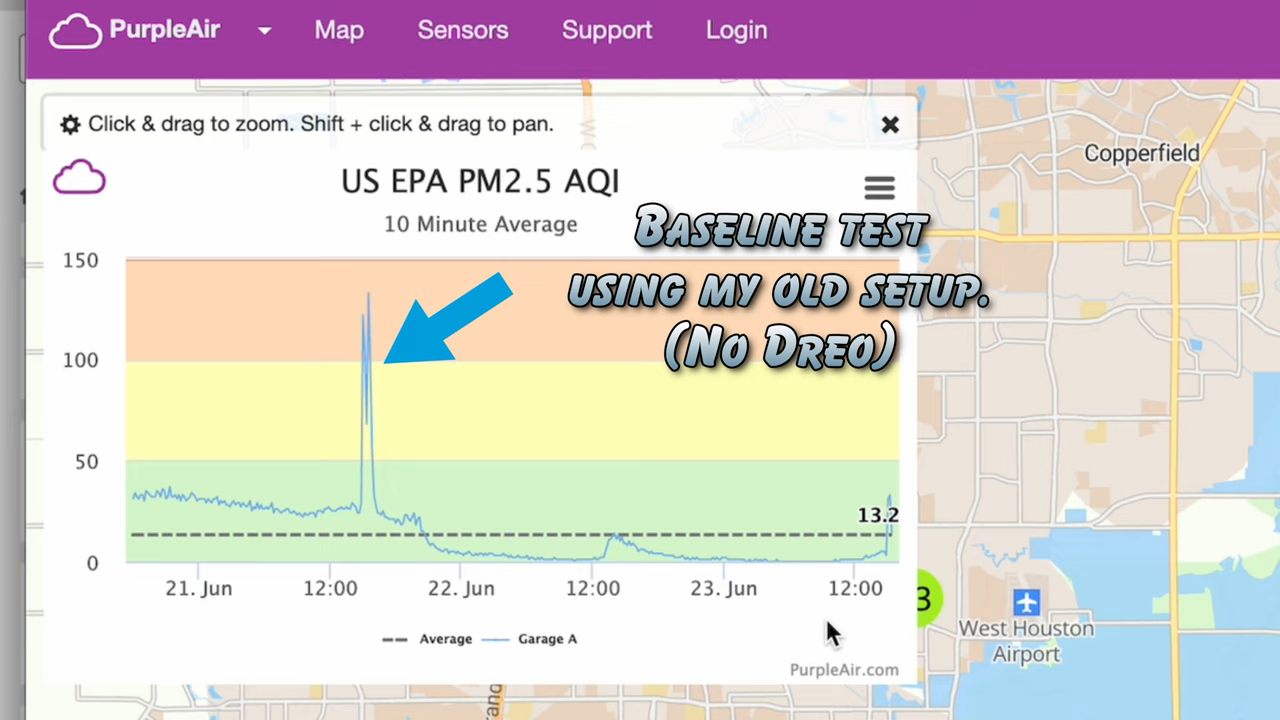 PurpleAir Map Sensors Support Login
Click & drag to zoom. Shift + click & drag to pan.
US EPA PM2.5 AQI
10 Minute Average
Baseline test
using my old setup.
(No Dreo)
Copperfield
150
100
50
0
13.2
21. Jun 12:00 22. Jun 12:00 23. Jun 12:00
Average Garage A
PurpleAir.com
3
West Houston
Airport